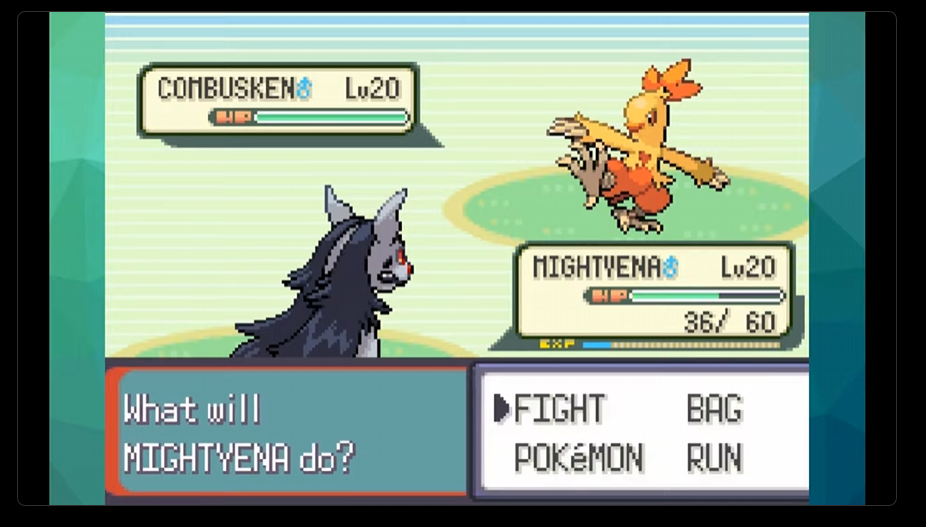 COMBUSKEN♂ Lv20
HP
MIGHTYENA♂ Lv20
HP
36/ 60
EXP
What will
MIGHTYENA do?
FIGHT BAG
POKéMON RUN